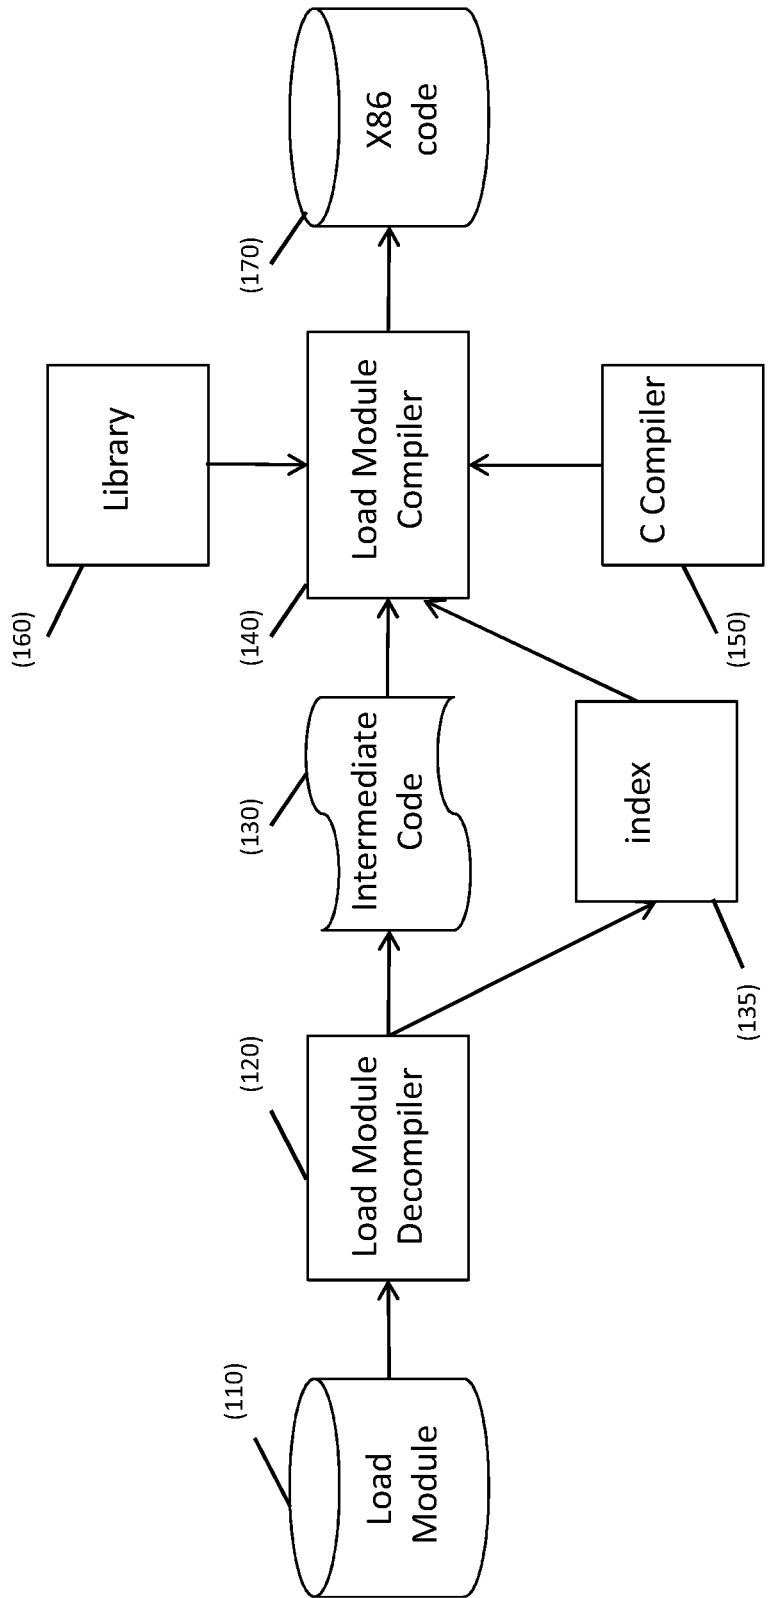 (110)
Load
Module
(120)
Load Module
Decompiler
(130)
Intermediate
Code
(135)
index
(140)
Load Module
Compiler
(160)
Library
(150)
C Compiler
(170)
X86
code